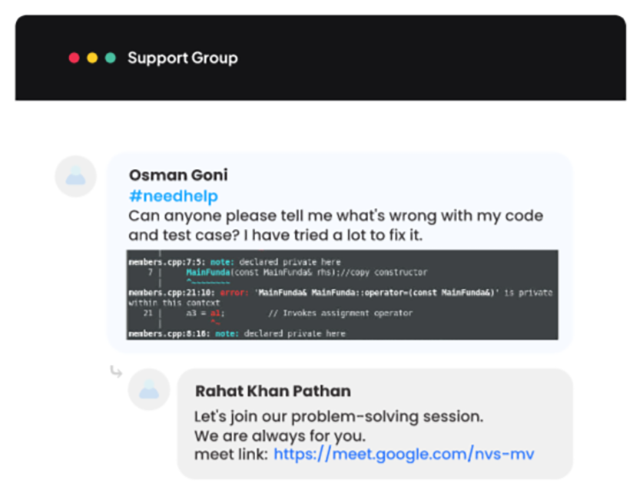 Support Group
Osman Goni
#needhelp
Can anyone please tell me what's wrong with my code
and test case? I have tried a lot to fix it.
members.cpp:7:5: note: declared private here
7 | MainFunda(const MainFunda& rhs);//copy constructor
| ^~~~~~~~~
members.cpp:21:10: error: 'MainFunda& MainFunda::operator=(const MainFunda&)' is private
within this context
21 | a3 = a1; // Invokes assignment operator
| ^~
members.cpp:8:16: note: declared private here
Rahat Khan Pathan
Let's join our problem-solving session.
We are always for you.
meet link: https://meet.google.com/nvs-mv